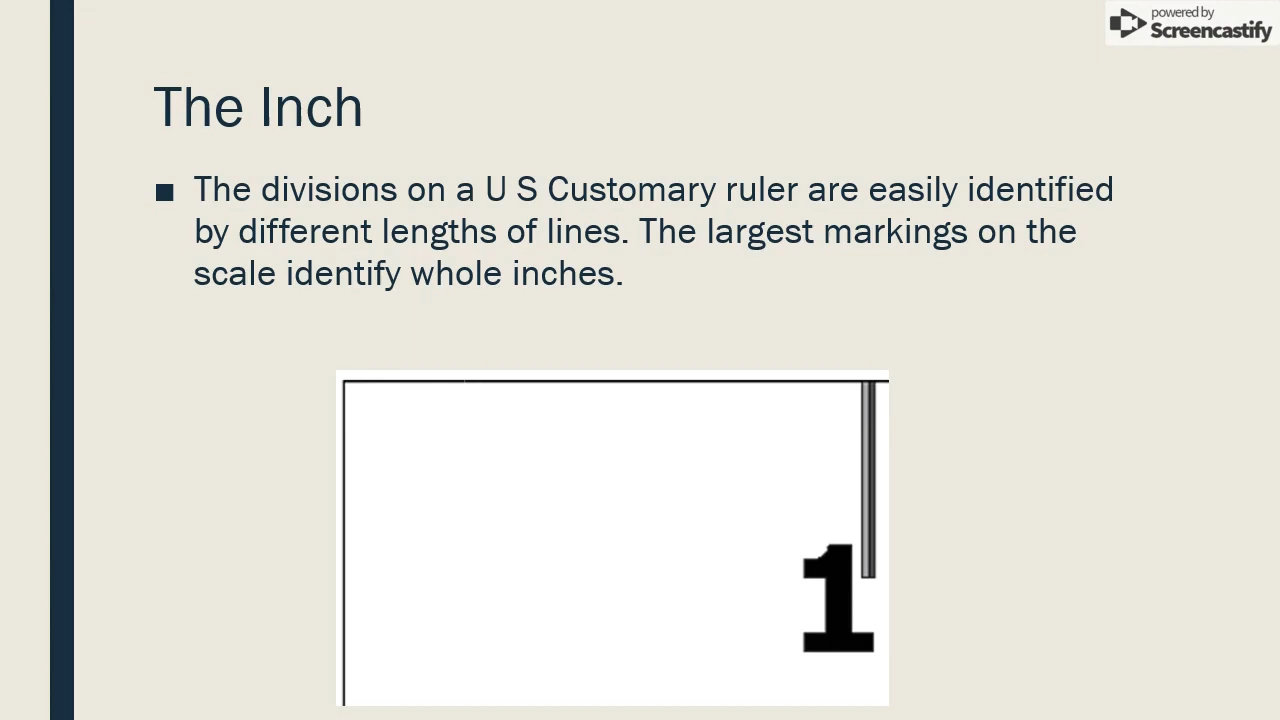 powered by
Screencastify
The Inch
■ The divisions on a U S Customary ruler are easily identified
by different lengths of lines. The largest markings on the
scale identify whole inches.
1